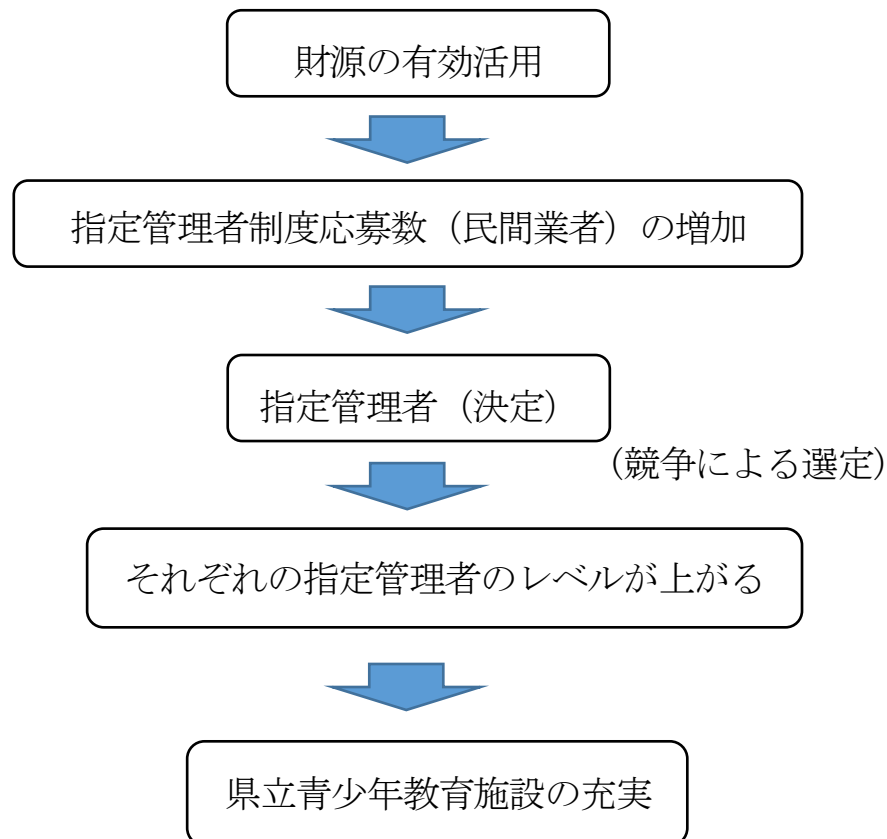 財源の有効活用
指定管理者制度応募数（民間業者）の増加
指定管理者（決定）
（競争による選定）
それぞれの指定管理者のレベルが上がる
県立青少年教育施設の充実